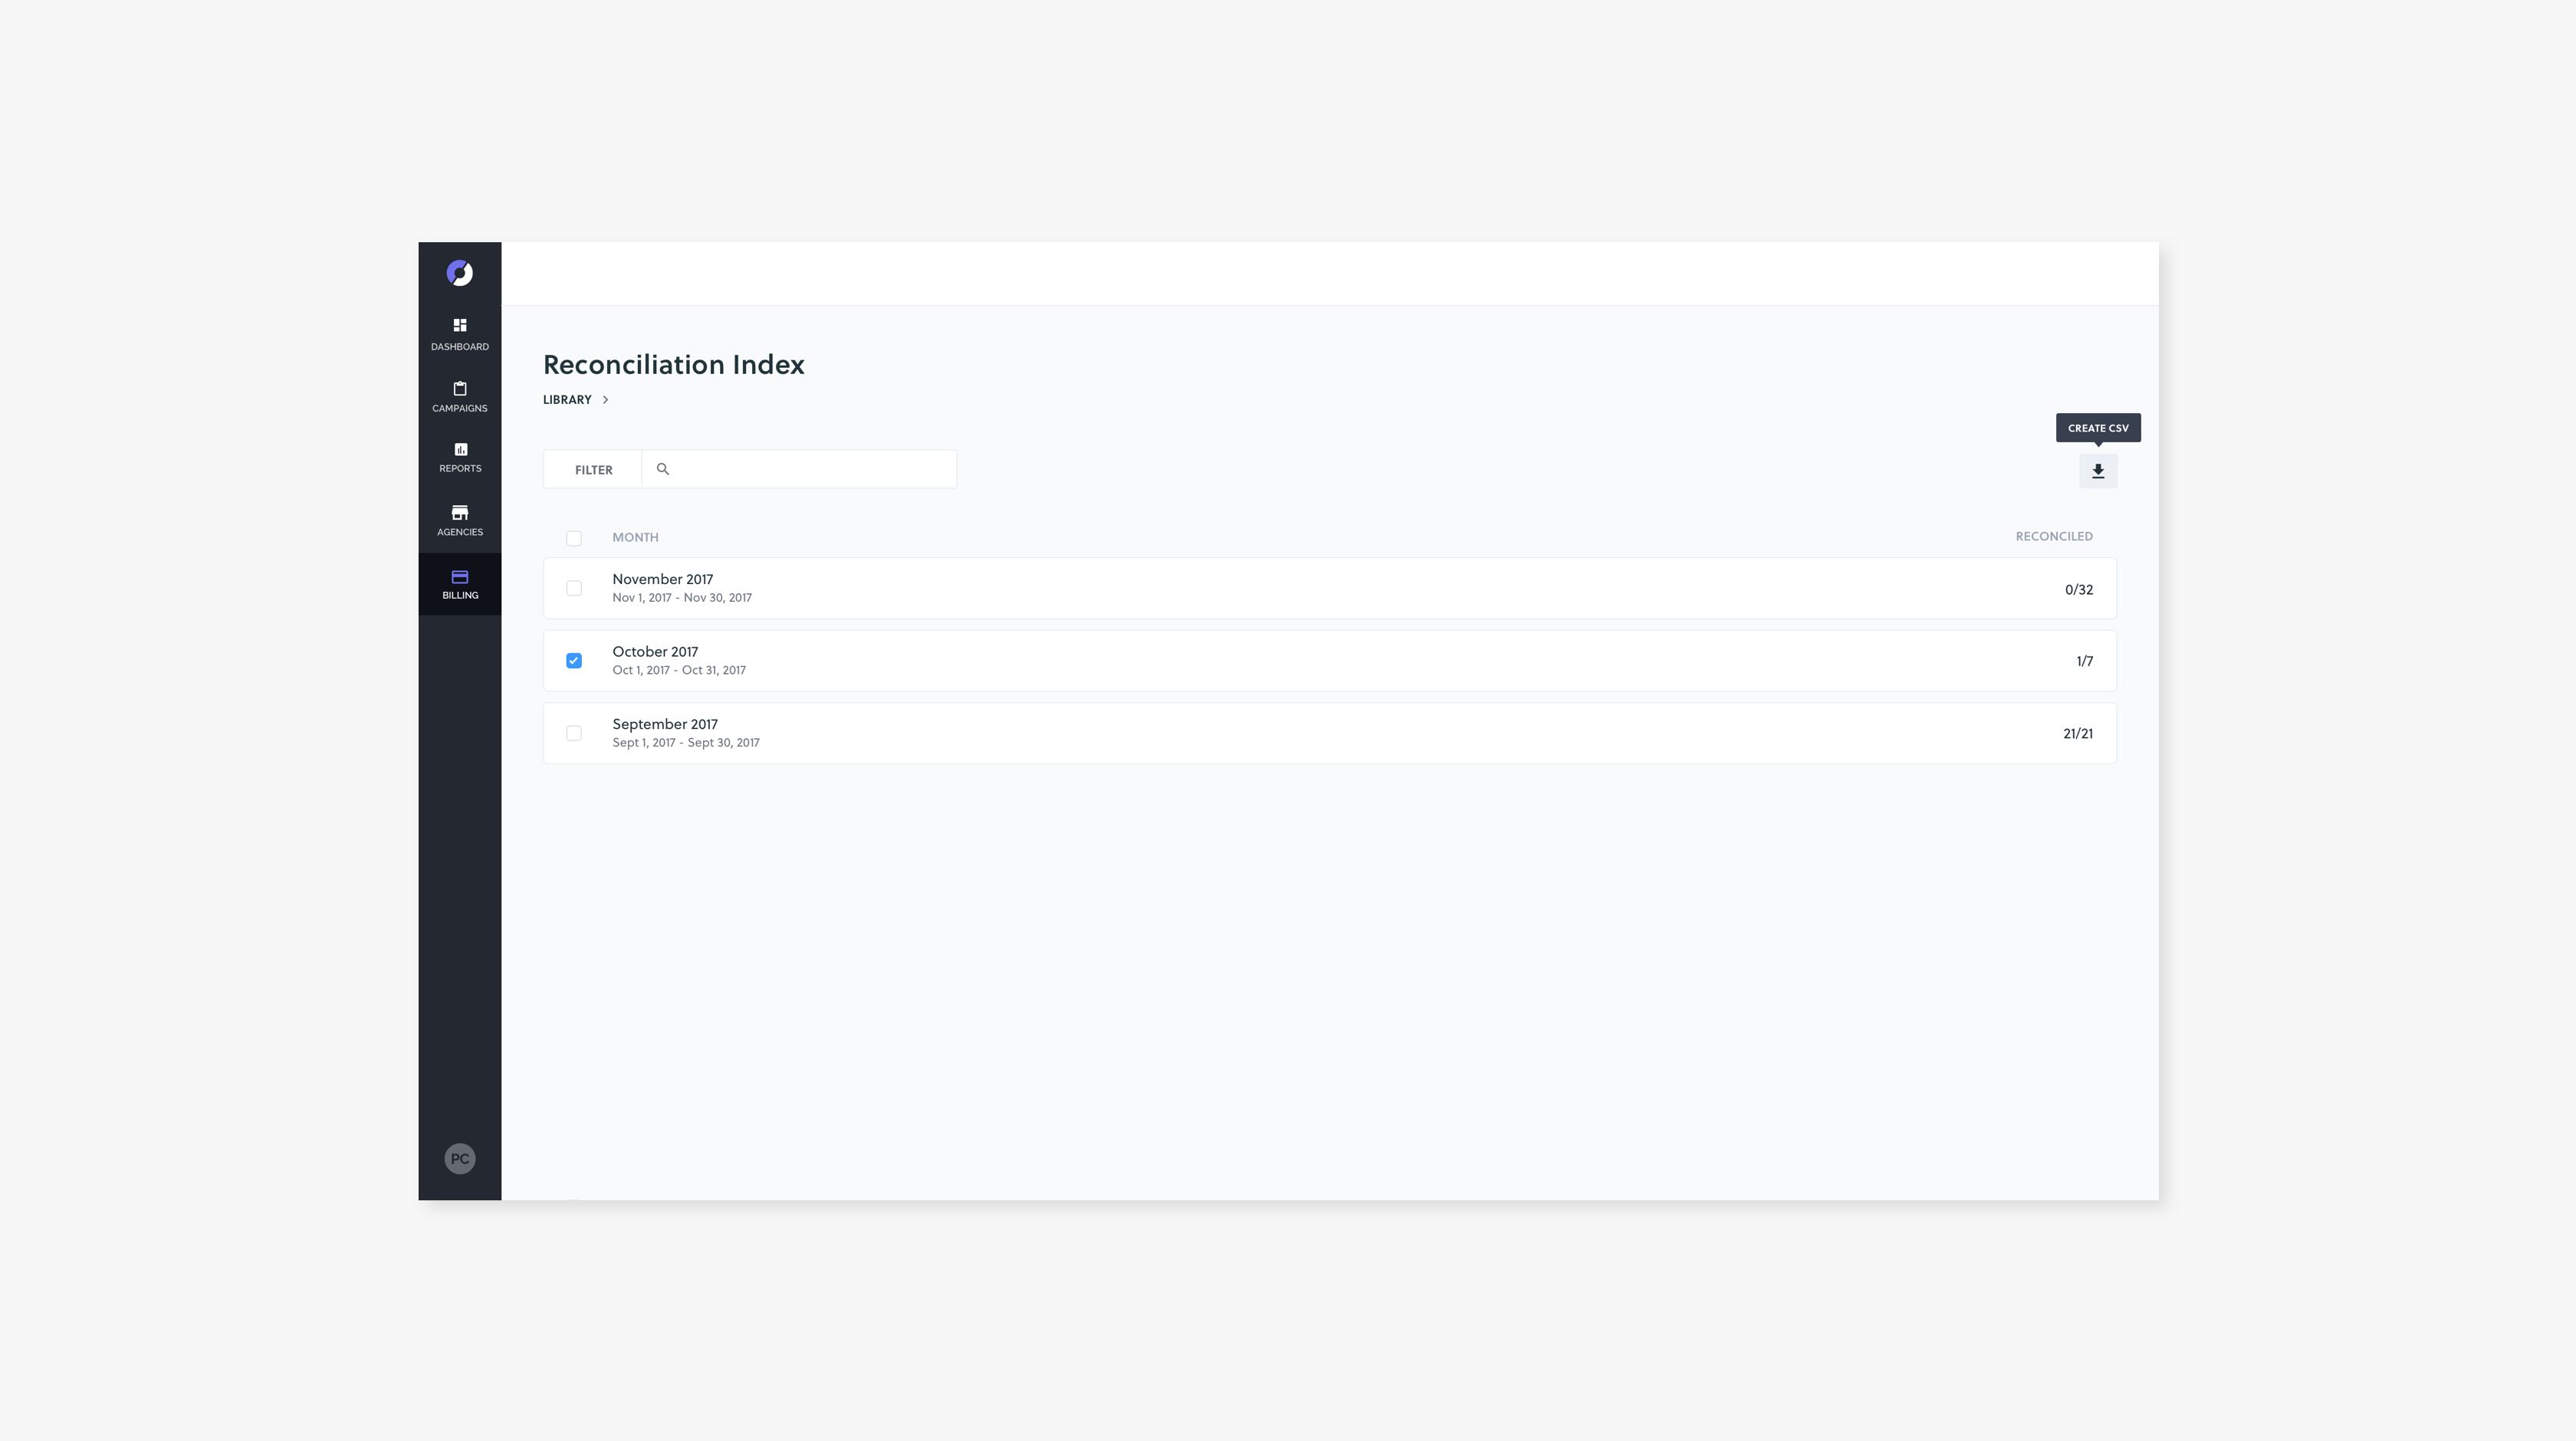 DASHBOARD
CAMPAIGNS
REPORTS
AGENCIES
BILLING
PC
Reconciliation Index
LIBRARY
CREATE CSV
FILTER
MONTH RECONCILED
November 2017
Nov 1, 2017 - Nov 30, 2017
0/32
October 2017
Oct 1, 2017 - Oct 31, 2017
1/7
September 2017
Sept 1, 2017 - Sept 30, 2017
21/21